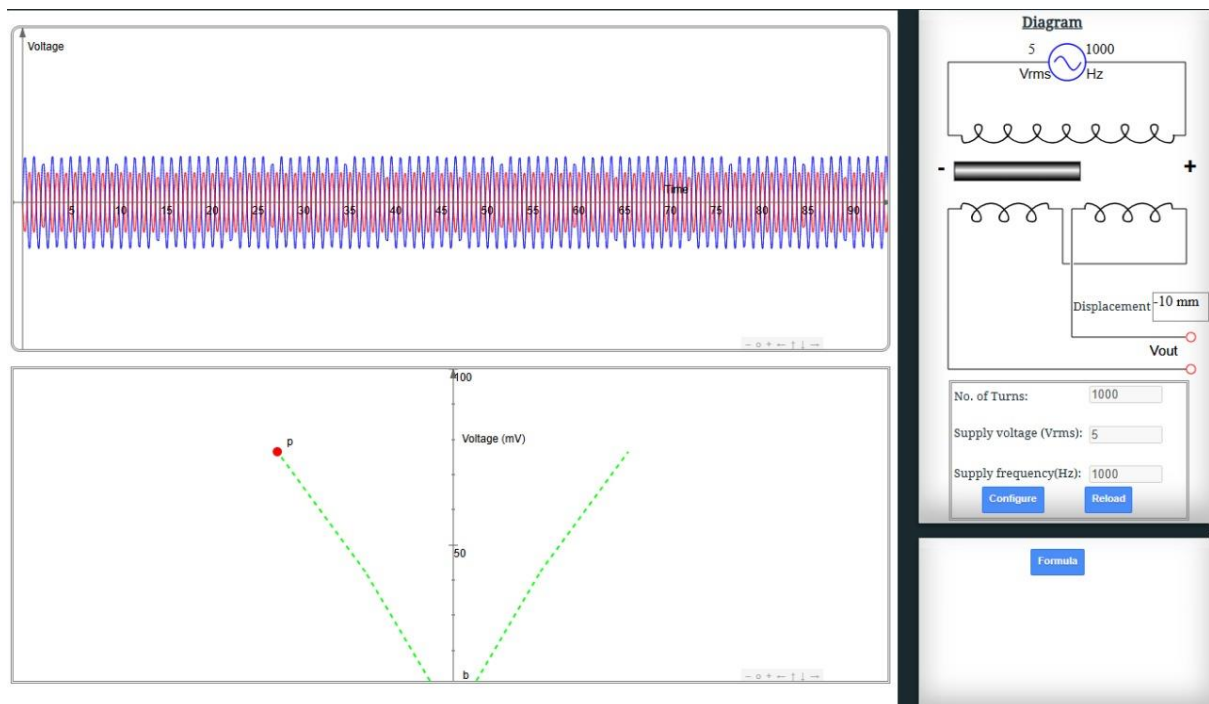 Voltage
Time
5 10 15 20 25 30 35 40 45 50 55 60 65 70 75 80 85 90
− o + ← ↑ ↓ →
100
p
Voltage (mV)
50
b
− o + ← ↑ ↓ →
Diagram
5 1000
Vrms Hz
- +
Displacement -10 mm
Vout
No. of Turns: 1000
Supply voltage (Vrms): 5
Supply frequency(Hz): 1000
Configure Reload
Formula